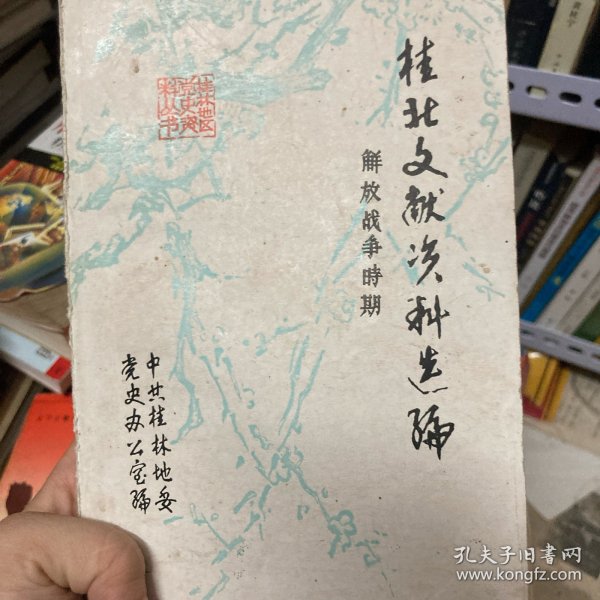 桂北文献资料选编
解放战争時期
桂林地区
党史资
料丛书
中共桂林地委
党史办公室编
孔夫子旧书网
www.kongfz.com